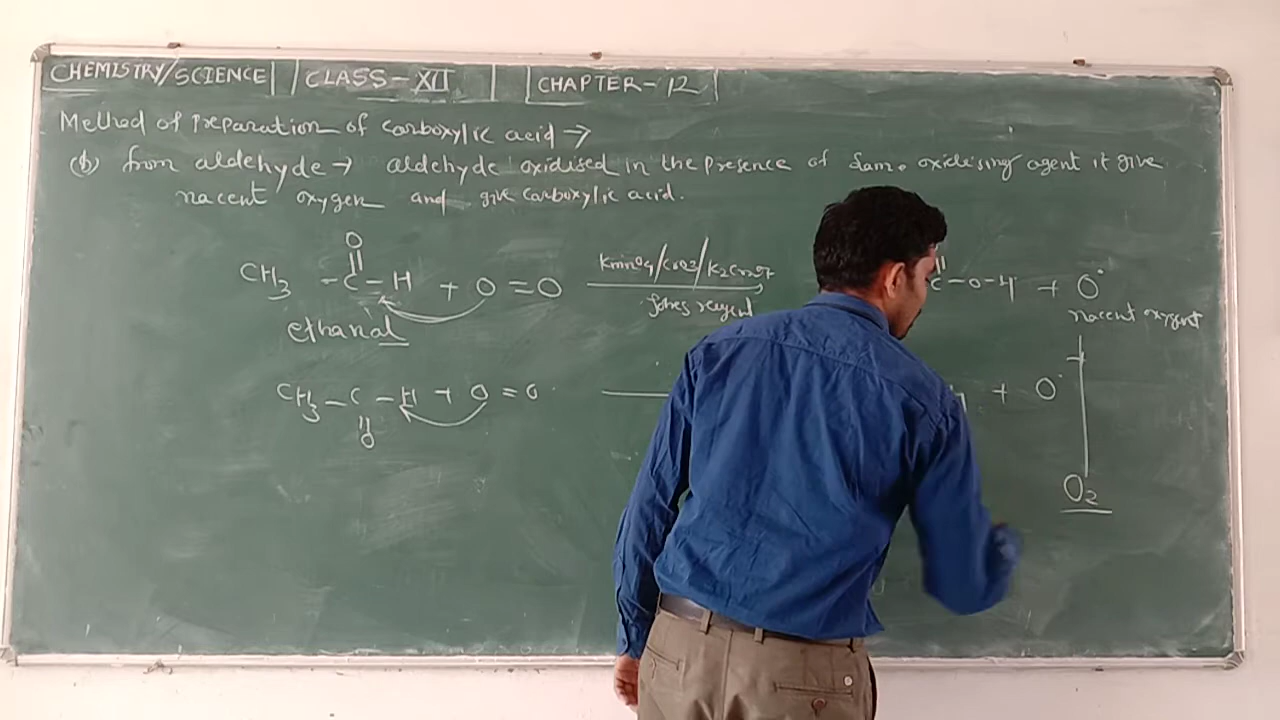 CHEMISTRY/SCIENCE | CLASS-XII | CHAPTER-12
Method of Preparation of carboxylic acid →
(b) from aldehyde → aldehyde oxidised in the presence of Sam. oxidising agent it give
nacent oxygen and give carboxylic acid.
O
CH3 - C - H + O = O KmnO4/CrO3/K2Cr2O7 C - O - H + O
Jones reagent nacent oxygent
ethanal
CH3 - C - H + O = O + O
O
O2